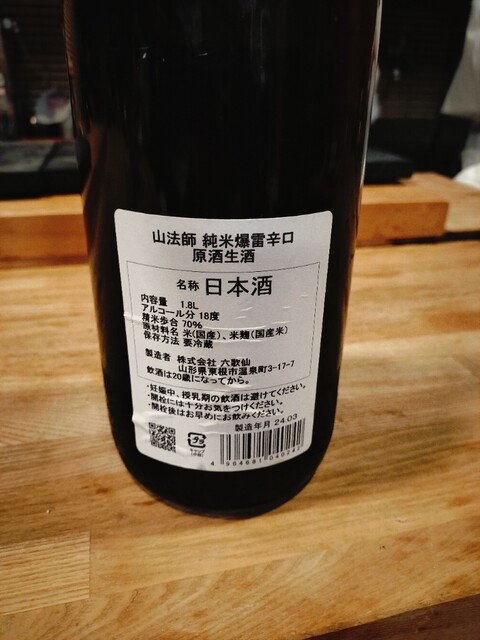 山法師 純米爆雷辛口
原酒生酒
名称 日本酒
内容量 1.8L
アルコール分 18度
精米歩合 70%
原材料名 米(国産)、米麹(国産米)
保存方法 要冷蔵
製造者 株式会社 六歌仙
山形県東根市温泉町3-17-7
飲酒は20歳になってから。
・妊娠中、授乳期の飲酒は避けてください。
・開栓には十分お気をつけください。
・開栓後はお早めにお飲みください。
製造年月 24.03
キャップ